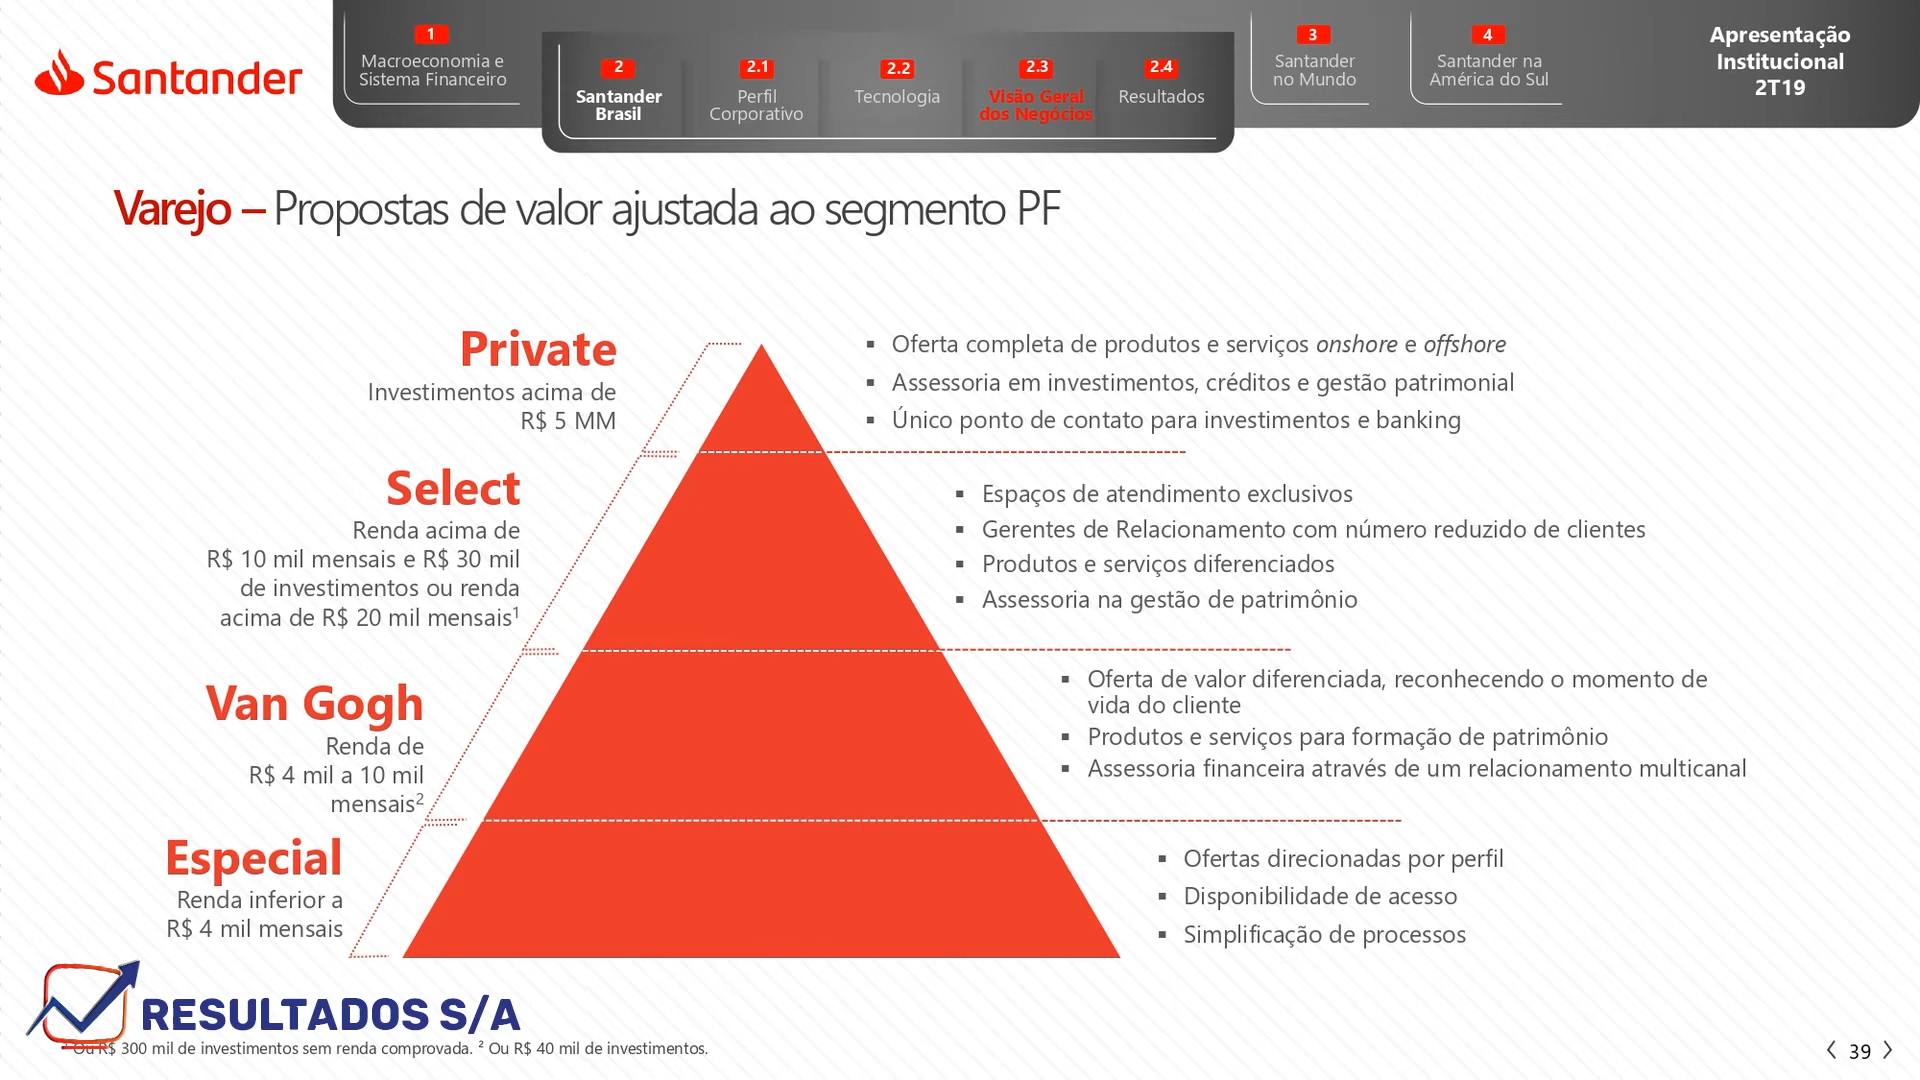 Santander
1
Macroeconomia e
Sistema Financeiro
2
Santander
Brasil
2.1
Perfil
Corporativo
2.2
Tecnologia
2.3
Visão Geral
dos Negócios
2.4
Resultados
3
Santander
no Mundo
4
Santander na
América do Sul
Apresentação
Institucional
2T19
Varejo – Propostas de valor ajustada ao segmento PF
Private
Investimentos acima de
R$ 5 MM
▪ Oferta completa de produtos e serviços onshore e offshore
▪ Assessoria em investimentos, créditos e gestão patrimonial
▪ Único ponto de contato para investimentos e banking
Select
Renda acima de
R$ 10 mil mensais e R$ 30 mil
de investimentos ou renda
acima de R$ 20 mil mensais¹
▪ Espaços de atendimento exclusivos
▪ Gerentes de Relacionamento com número reduzido de clientes
▪ Produtos e serviços diferenciados
▪ Assessoria na gestão de patrimônio
Van Gogh
Renda de
R$ 4 mil a 10 mil
mensais²
▪ Oferta de valor diferenciada, reconhecendo o momento de
vida do cliente
▪ Produtos e serviços para formação de patrimônio
▪ Assessoria financeira através de um relacionamento multicanal
Especial
Renda inferior a
R$ 4 mil mensais
▪ Ofertas direcionadas por perfil
▪ Disponibilidade de acesso
▪ Simplificação de processos
RESULTADOS S/A
¹ Ou R$ 300 mil de investimentos sem renda comprovada. ² Ou R$ 40 mil de investimentos.
39